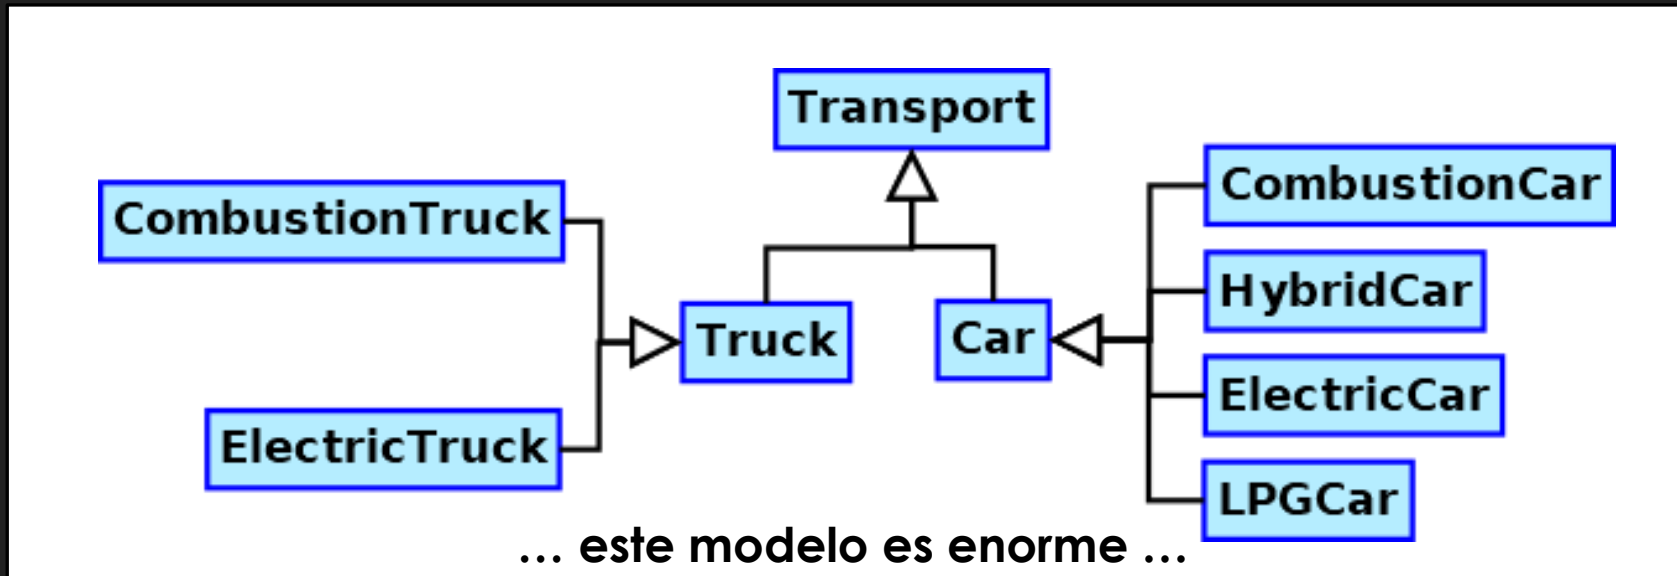 Transport
CombustionTruck
CombustionCar
HybridCar
Truck
Car
ElectricCar
ElectricTruck
LPGCar
... este modelo es enorme ...